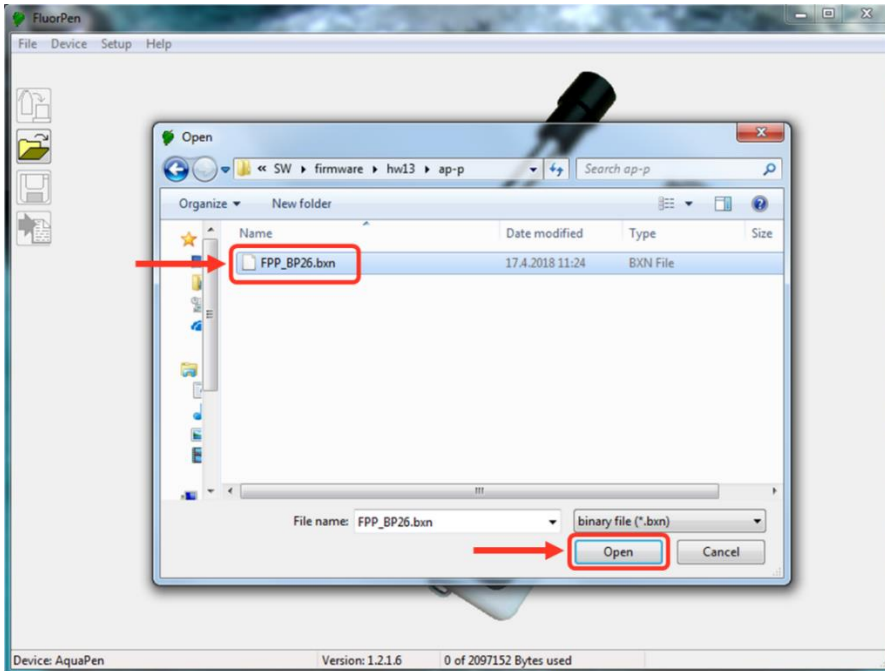 FluorPen
File Device Setup Help
Open
« SW firmware hw13 ap-p Search ap-p
Organize New folder
Name Date modified Type Size
FPP_BP26.bxn 17.4.2018 11:24 BXN File
File name: FPP_BP26.bxn binary file (*.bxn)
Open Cancel
Device: AquaPen Version: 1.2.1.6 0 of 2097152 Bytes used